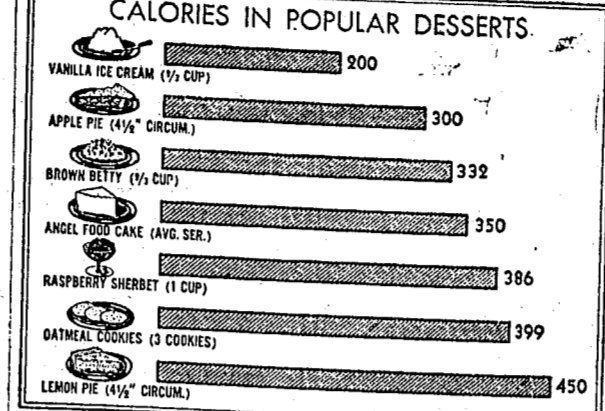 CALORIES IN POPULAR DESSERTS
200
VANILLA ICE CREAM (½ CUP)
300
APPLE PIE (4½" CIRCUM.)
332
BROWN BETTY (⅓ CUP)
350
ANGEL FOOD CAKE (AVG. SER.)
386
RASPBERRY SHERBET (1 CUP)
399
OATMEAL COOKIES (3 COOKIES)
450
LEMON PIE (4½" CIRCUM.)